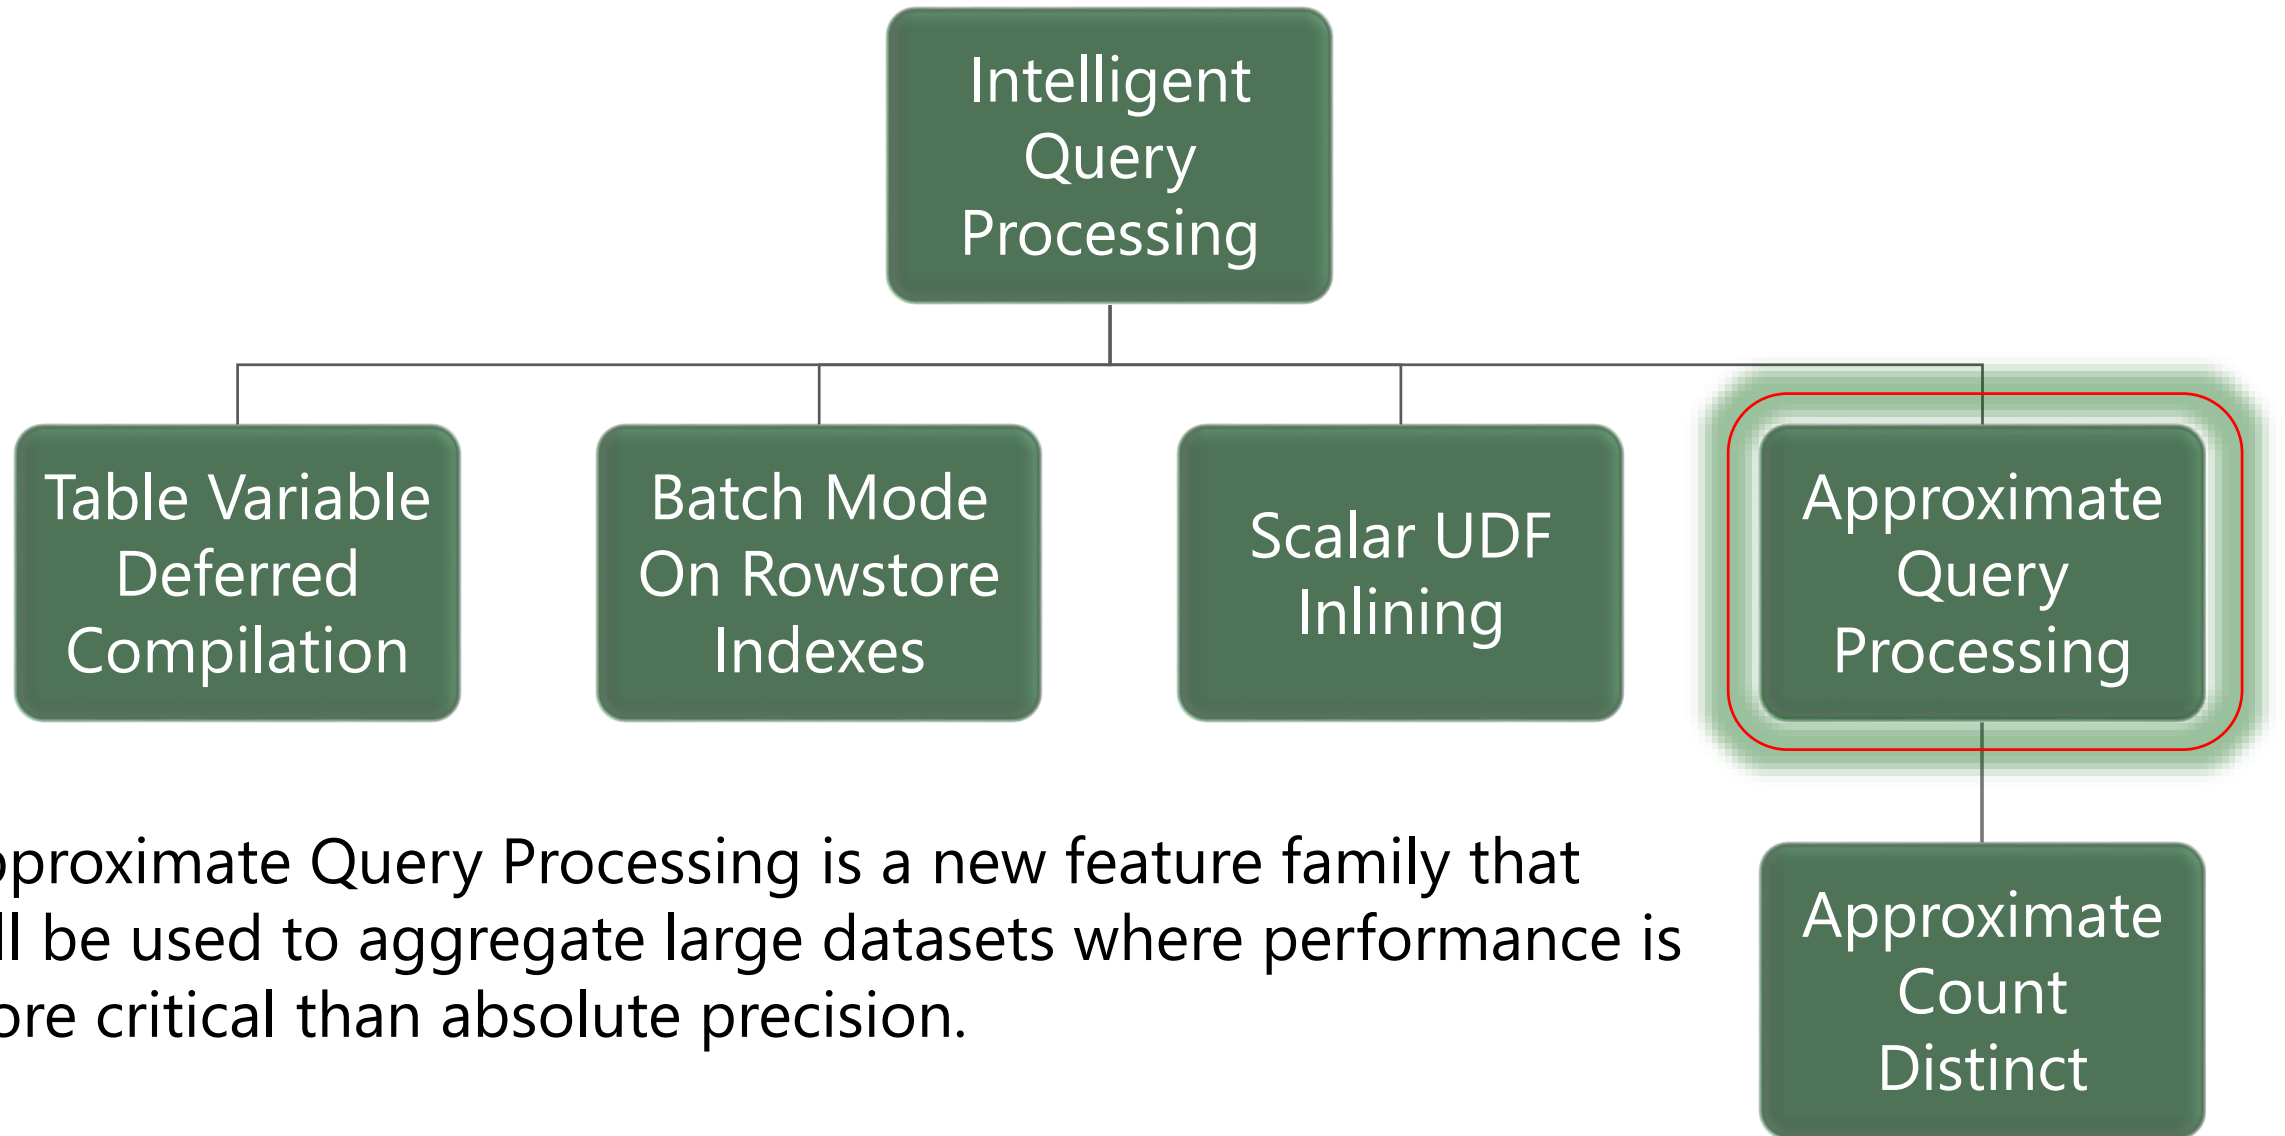 Intelligent
Query
Processing
Table Variable
Deferred
Compilation
Batch Mode
On Rowstore
Indexes
Scalar UDF
Inlining
Approximate
Query
Processing
pproximate Query Processing is a new feature family that
ll be used to aggregate large datasets where performance is
ore critical than absolute precision.
Approximate
Count
Distinct